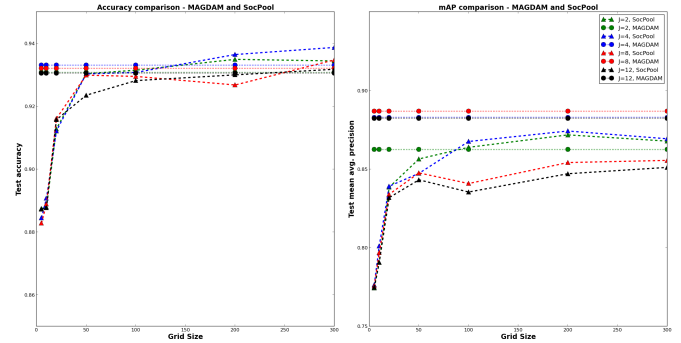 Accuracy comparison - MAGDAM and SocPool
0.94
0.92
0.90
0.88
0.86
Test accuracy
0
50
100
150
200
250
300
Grid Size
mAP comparison - MAGDAM and SocPool
J=2, SocPool
J=2, MAGDAM
J=4, SocPool
J=4, MAGDAM
J=8, SocPool
J=8, MAGDAM
J=12, SocPool
J=12, MAGDAM
0.90
0.85
0.80
0.75
Test mean avg. precision
0
50
100
150
200
250
300
Grid Size